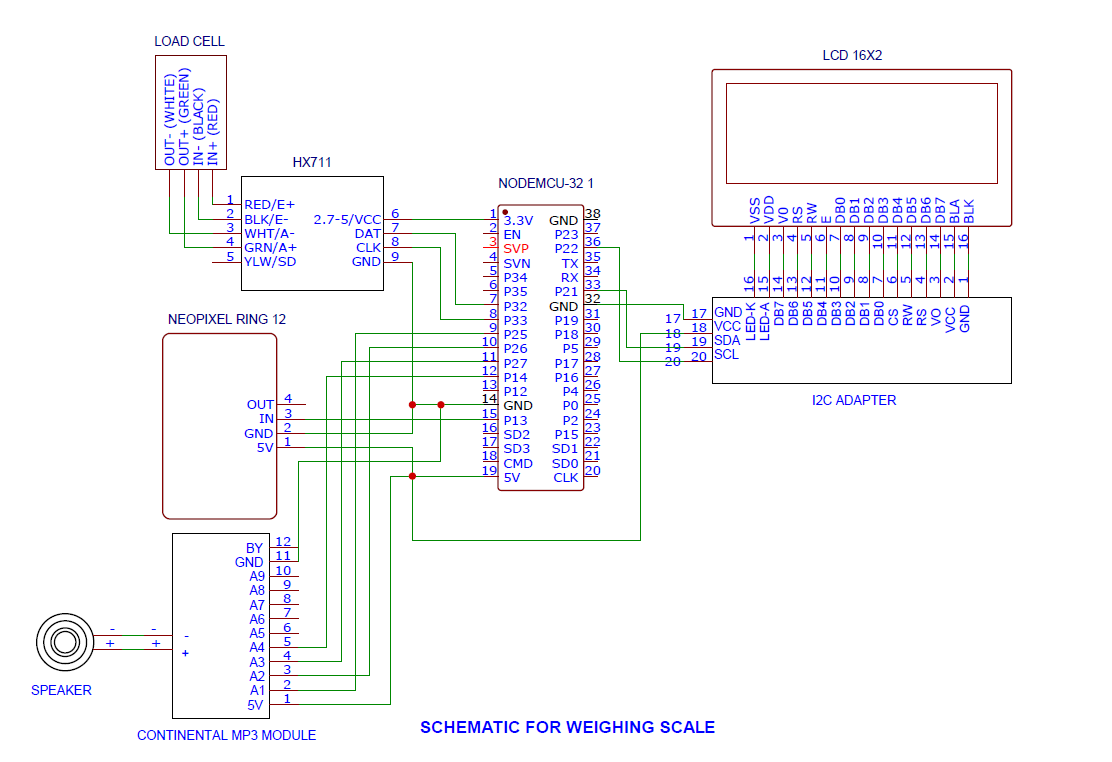 LOAD CELL
OUT- (WHITE)
OUT+ (GREEN)
IN- (BLACK)
IN+ (RED)
HX711
1 RED/E+
2 BLK/E-
3 WHT/A-
4 GRN/A+
5 YLW/SD
2.7-5/VCC 6
DAT 7
CLK 8
GND 9
NEOPIXEL RING 12
OUT 4
IN 3
GND 2
5V 1
NODEMCU-32 1
1 3.3V GND 38
2 EN P23 37
3 SVP P22 36
4 SVN TX 35
5 P34 RX 34
6 P35 P21 33
7 P32 GND 32
8 P33 P19 31
9 P25 P18 30
10 P26 P5 29
11 P27 P17 28
12 P14 P16 27
13 P12 P4 26
14 GND P0 25
15 P13 P2 24
16 SD2 P15 23
17 SD3 SD1 22
18 CMD SD0 21
19 5V CLK 20
LCD 16X2
VSS VDD V0 RS RW E DB0 DB1 DB2 DB3 DB4 DB5 DB6 DB7 BLA BLK
1 2 3 4 5 6 7 8 9 10 11 12 13 14 15 16
16 15 14 13 12 11 10 9 8 7 6 5 4 3 2 1
LED-K LED-A DB7 DB6 DB5 DB4 DB3 DB2 DB1 DB0 CS RW RS VO VCC GND
17 17 GND
18 18 VCC
19 19 SDA
20 20 SCL
I2C ADAPTER
BY 12
GND 11
A9 10
A8 9
A7 8
A6 7
A5 6
A4 5
A3 4
A2 3
A1 2
5V 1
- - -
+ + +
SPEAKER
CONTINENTAL MP3 MODULE
SCHEMATIC FOR WEIGHING SCALE